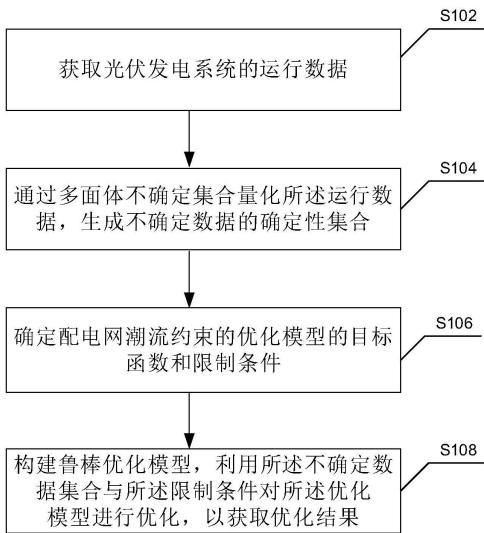 S102
获取光伏发电系统的运行数据
S104
通过多面体不确定集合量化所述运行数
据，生成不确定数据的确定性集合
S106
确定配电网潮流约束的优化模型的目标
函数和限制条件
S108
构建鲁棒优化模型，利用所述不确定数
据集合与所述限制条件对所述优化
模型进行优化，以获取优化结果